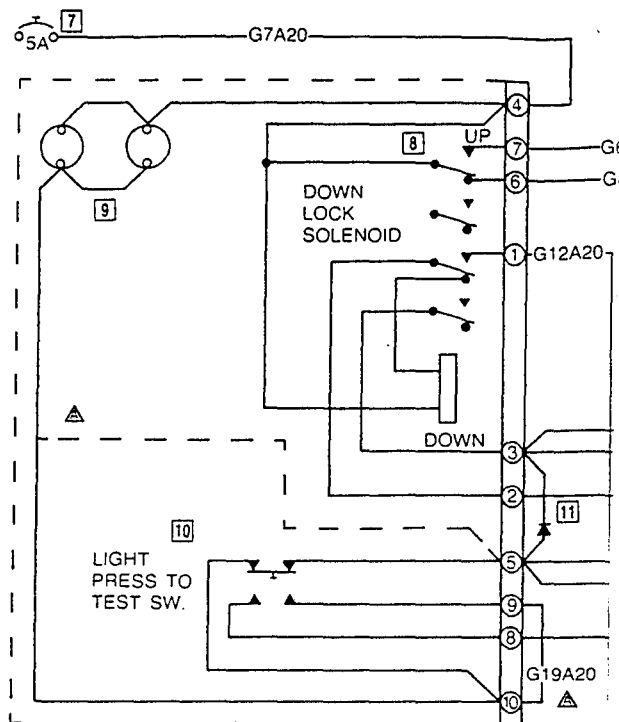 7
5A
G7A20
4
8
UP
7
G6
6
G
9
DOWN
LOCK
SOLENOID
1
G12A20
DOWN
3
2
11
10
LIGHT
PRESS TO
TEST SW.
5
9
8
G19A20
10